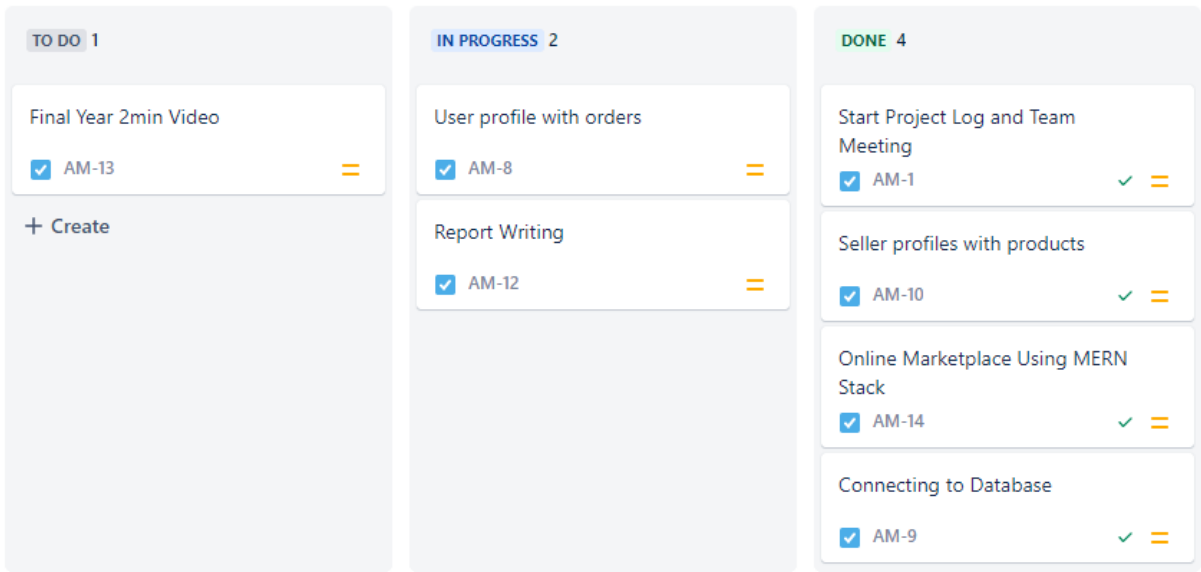 TO DO 1
Final Year 2min Video
AM-13
+ Create
IN PROGRESS 2
User profile with orders
AM-8
Report Writing
AM-12
DONE 4
Start Project Log and Team
Meeting
AM-1
Seller profiles with products
AM-10
Online Marketplace Using MERN
Stack
AM-14
Connecting to Database
AM-9